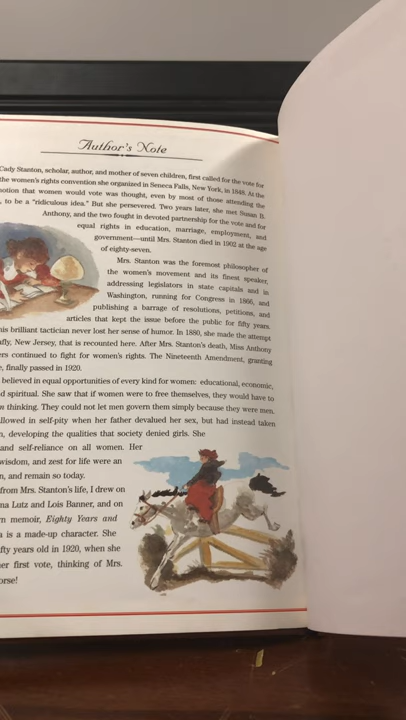 Author's Note
Cady Stanton, scholar, author, and mother of seven children, first called for the vote for
the women's rights convention she organized in Seneca Falls, New York, in 1848. At the
notion that women would vote was thought, even by most of those attending the
, to be a "ridiculous idea." But she persevered. Two years later, she met Susan B.
Anthony, and the two fought in devoted partnership for the vote and for
equal rights in education, marriage, employment, and
government—until Mrs. Stanton died in 1902 at the age
of eighty-seven.
Mrs. Stanton was the foremost philosopher of
the women's movement and its finest speaker,
addressing legislators in state capitals and in
Washington, running for Congress in 1866, and
publishing a barrage of resolutions, petitions, and
articles that kept the issue before the public for fifty years.
his brilliant tactician never lost her sense of humor. In 1880, she made the attempt
afly, New Jersey, that is recounted here. After Mrs. Stanton's death, Miss Anthony
ers continued to fight for women's rights. The Nineteenth Amendment, granting
e, finally passed in 1920.
believed in equal opportunities of every kind for women: educational, economic,
d spiritual. She saw that if women were to free themselves, they would have to
n thinking. They could not let men govern them simply because they were men.
allowed in self-pity when her father devalued her sex, but had instead taken
n, developing the qualities that society denied girls. She
and self-reliance on all women. Her
wisdom, and zest for life were an
n, and remain so today.
from Mrs. Stanton's life, I drew on
na Lutz and Lois Banner, and on
n memoir, Eighty Years and
a is a made-up character. She
fty years old in 1920, when she
er first vote, thinking of Mrs.
orse!